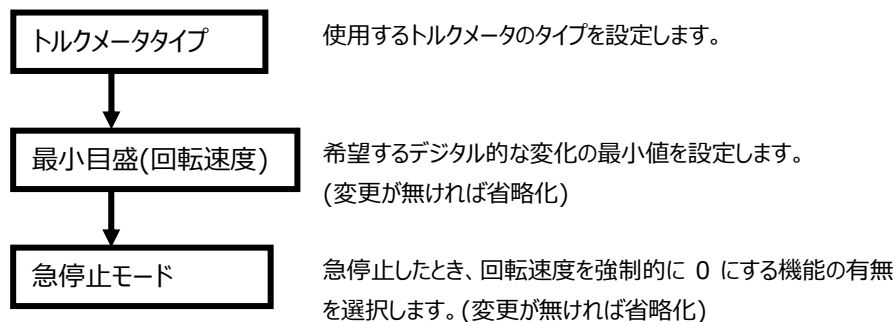 トルクメータタイプ
使用するトルクメータのタイプを設定します。
最小目盛(回転速度)
希望するデジタル的な変化の最小値を設定します。
(変更が無ければ省略化)
急停止モード
急停止したとき、回転速度を強制的に 0 にする機能の有無
を選択します。(変更が無ければ省略化)